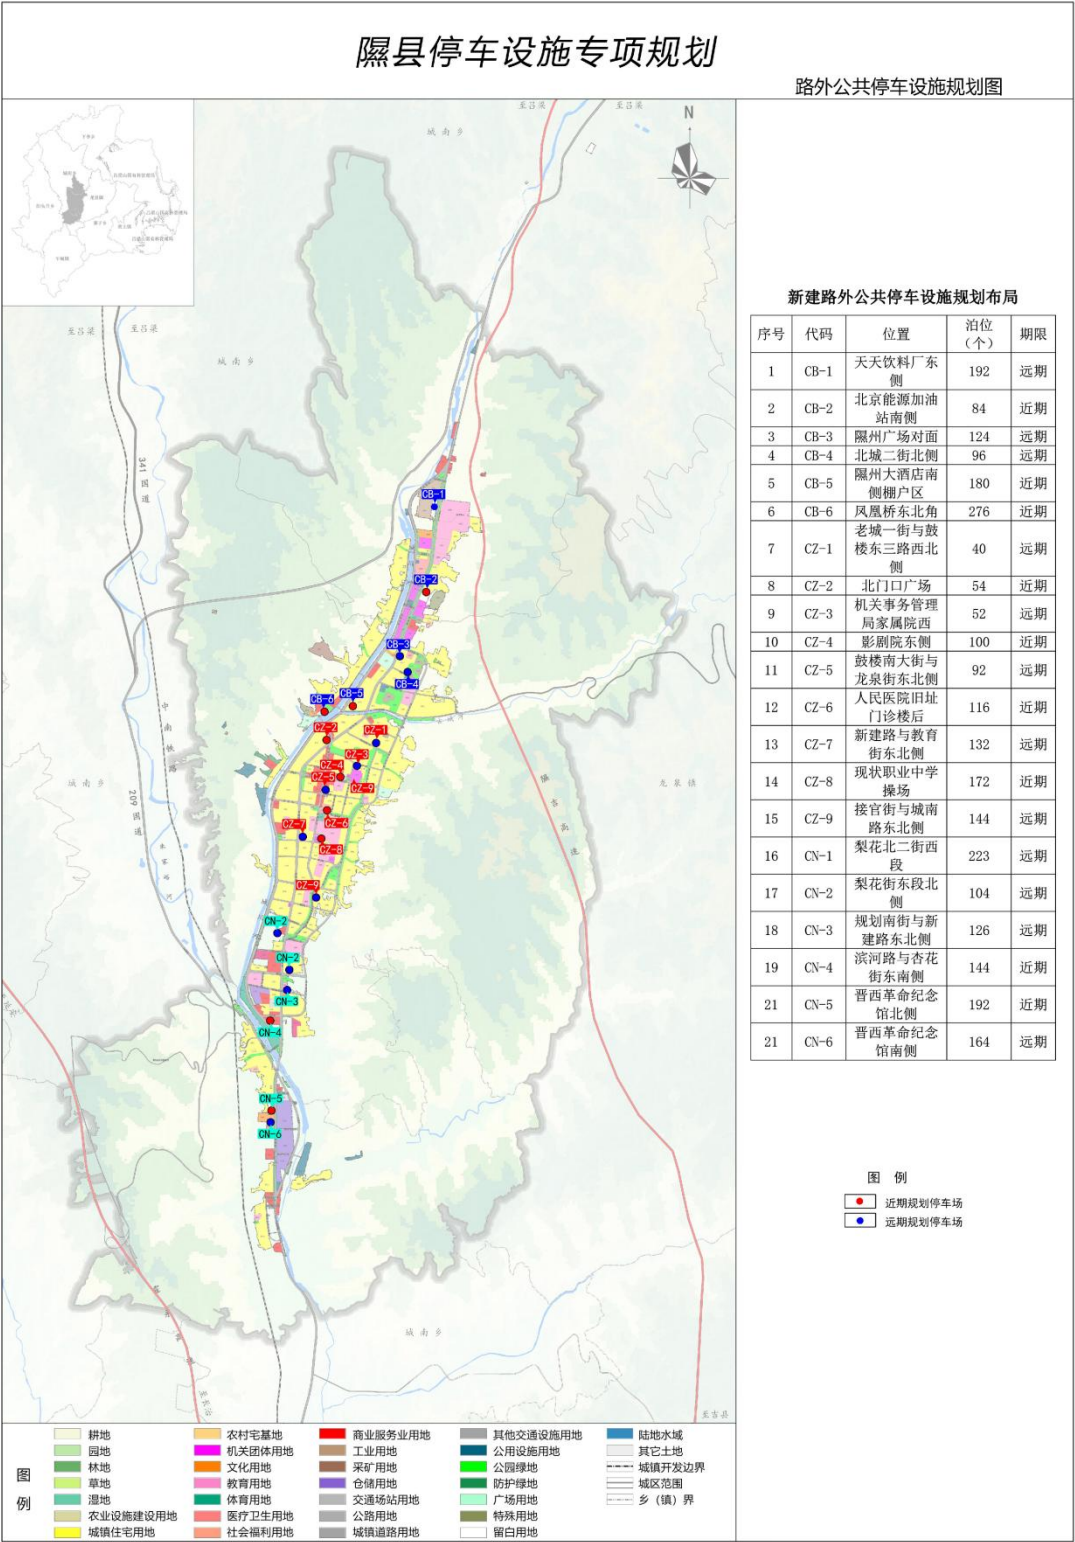 隰县停车设施专项规划
路外公共停车设施规划图
至吕梁
至吕梁
城南乡
N
至吕梁
至吕梁
城南乡
341国道
中南铁路
209国道
城南乡
龙泉镇
隰吉高速
城南乡
至长治
至吉县
CB-1
CB-2
CB-3
CB-4
CB-5
CB-6
CZ-2
CZ-1
CZ-3
CZ-4
CZ-5
CZ-9
CZ-6
CZ-7
CZ-8
CZ-9
CN-2
CN-2
CN-3
CN-4
CN-5
CN-6
新建路外公共停车设施规划布局
序号 代码 位置 泊位（个） 期限
1 CB-1 天天饮料厂东侧 192 远期
2 CB-2 北京能源加油站南侧 84 近期
3 CB-3 隰州广场对面 124 远期
4 CB-4 北城二街北侧 96 远期
5 CB-5 隰州大酒店南侧棚户区 180 近期
6 CB-6 凤凰桥东北角 276 近期
7 CZ-1 老城一街与鼓楼东三路西北侧 40 远期
8 CZ-2 北门口广场 54 近期
9 CZ-3 机关事务管理局家属院西 52 远期
10 CZ-4 影剧院东侧 100 近期
11 CZ-5 鼓楼南大街与龙泉街东北侧 92 远期
12 CZ-6 人民医院旧址门诊楼后 116 近期
13 CZ-7 新建路与教育街东北侧 132 远期
14 CZ-8 现状职业中学操场 172 近期
15 CZ-9 接官街与城南路东北侧 144 远期
16 CN-1 梨花北二街西段 223 远期
17 CN-2 梨花街东段北侧 104 远期
18 CN-3 规划南街与新建路东北侧 126 远期
19 CN-4 滨河路与杏花街东南侧 144 近期
21 CN-5 晋西革命纪念馆北侧 192 近期
21 CN-6 晋西革命纪念馆南侧 164 远期
图 例
近期规划停车场
远期规划停车场
图例
耕地 农村宅基地 商业服务业用地 其他交通设施用地 陆地水域
园地 机关团体用地 工业用地 公用设施用地 其它土地
林地 文化用地 采矿用地 公园绿地 城镇开发边界
草地 教育用地 仓储用地 防护绿地 城区范围
湿地 体育用地 交通场站用地 广场用地 乡（镇）界
农业设施建设用地 医疗卫生用地 公路用地 特殊用地
城镇住宅用地 社会福利用地 城镇道路用地 留白用地